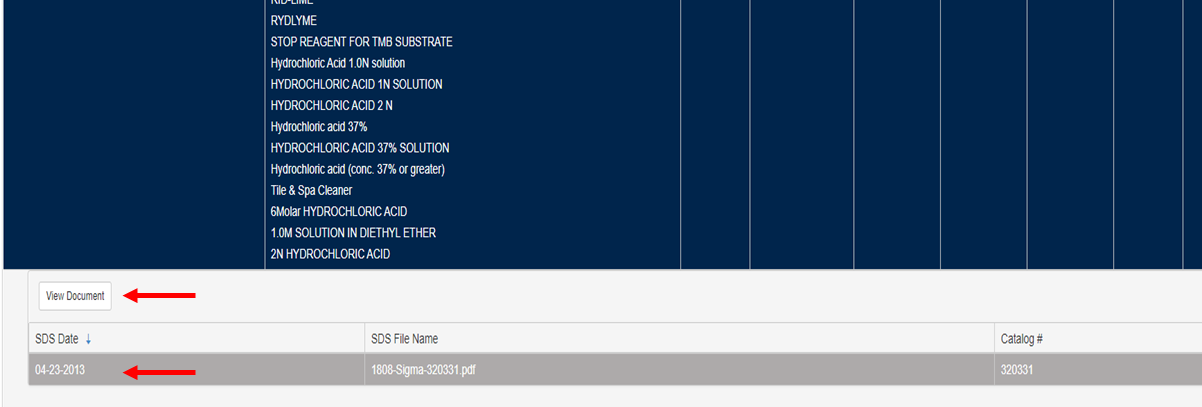 RID-LIME
RYDLYME
STOP REAGENT FOR TMB SUBSTRATE
Hydrochloric Acid 1.0N solution
HYDROCHLORIC ACID 1N SOLUTION
HYDROCHLORIC ACID 2 N
Hydrochloric acid 37%
HYDROCHLORIC ACID 37% SOLUTION
Hydrochloric acid (conc. 37% or greater)
Tile & Spa Cleaner
6Molar HYDROCHLORIC ACID
1.0M SOLUTION IN DIETHYL ETHER
2N HYDROCHLORIC ACID
View Document
SDS Date ↓ SDS File Name Catalog #
04-23-2013 1808-Sigma-320331.pdf 320331